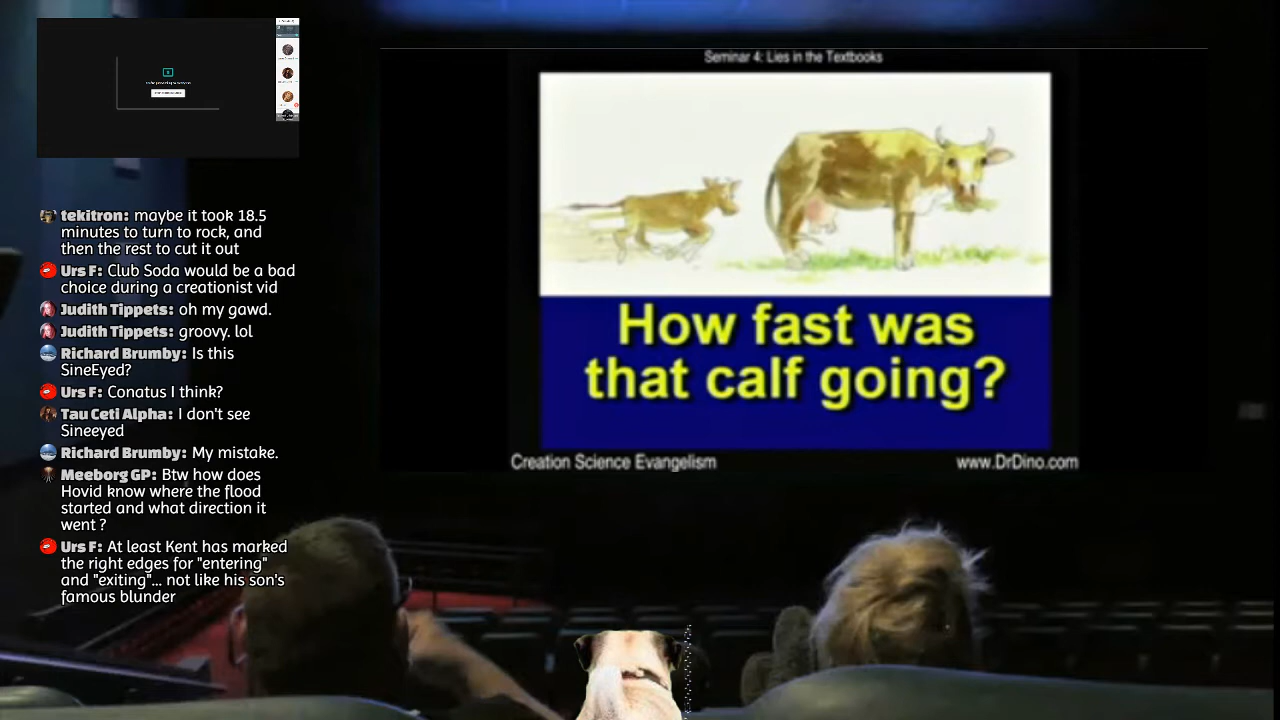 Seminar 4: Lies in the Textbooks
How fast was
that calf going?
Creation Science Evangelism
www.DrDino.com
tekitron: maybe it took 18.5
minutes to turn to rock, and
then the rest to cut it out
Urs F: Club Soda would be a bad
choice during a creationist vid
Judith Tippets: oh my gawd.
Judith Tippets: groovy. lol
Richard Brumby: Is this
SineEyed?
Urs F: Conatus I think?
Tau Ceti Alpha: I don't see
Sineeyed
Richard Brumby: My mistake.
Meeborg GP: Btw how does
Hovid know where the flood
started and what direction it
went ?
Urs F: At least Kent has marked
the right edges for "entering"
and "exiting"... not like his son's
famous blunder